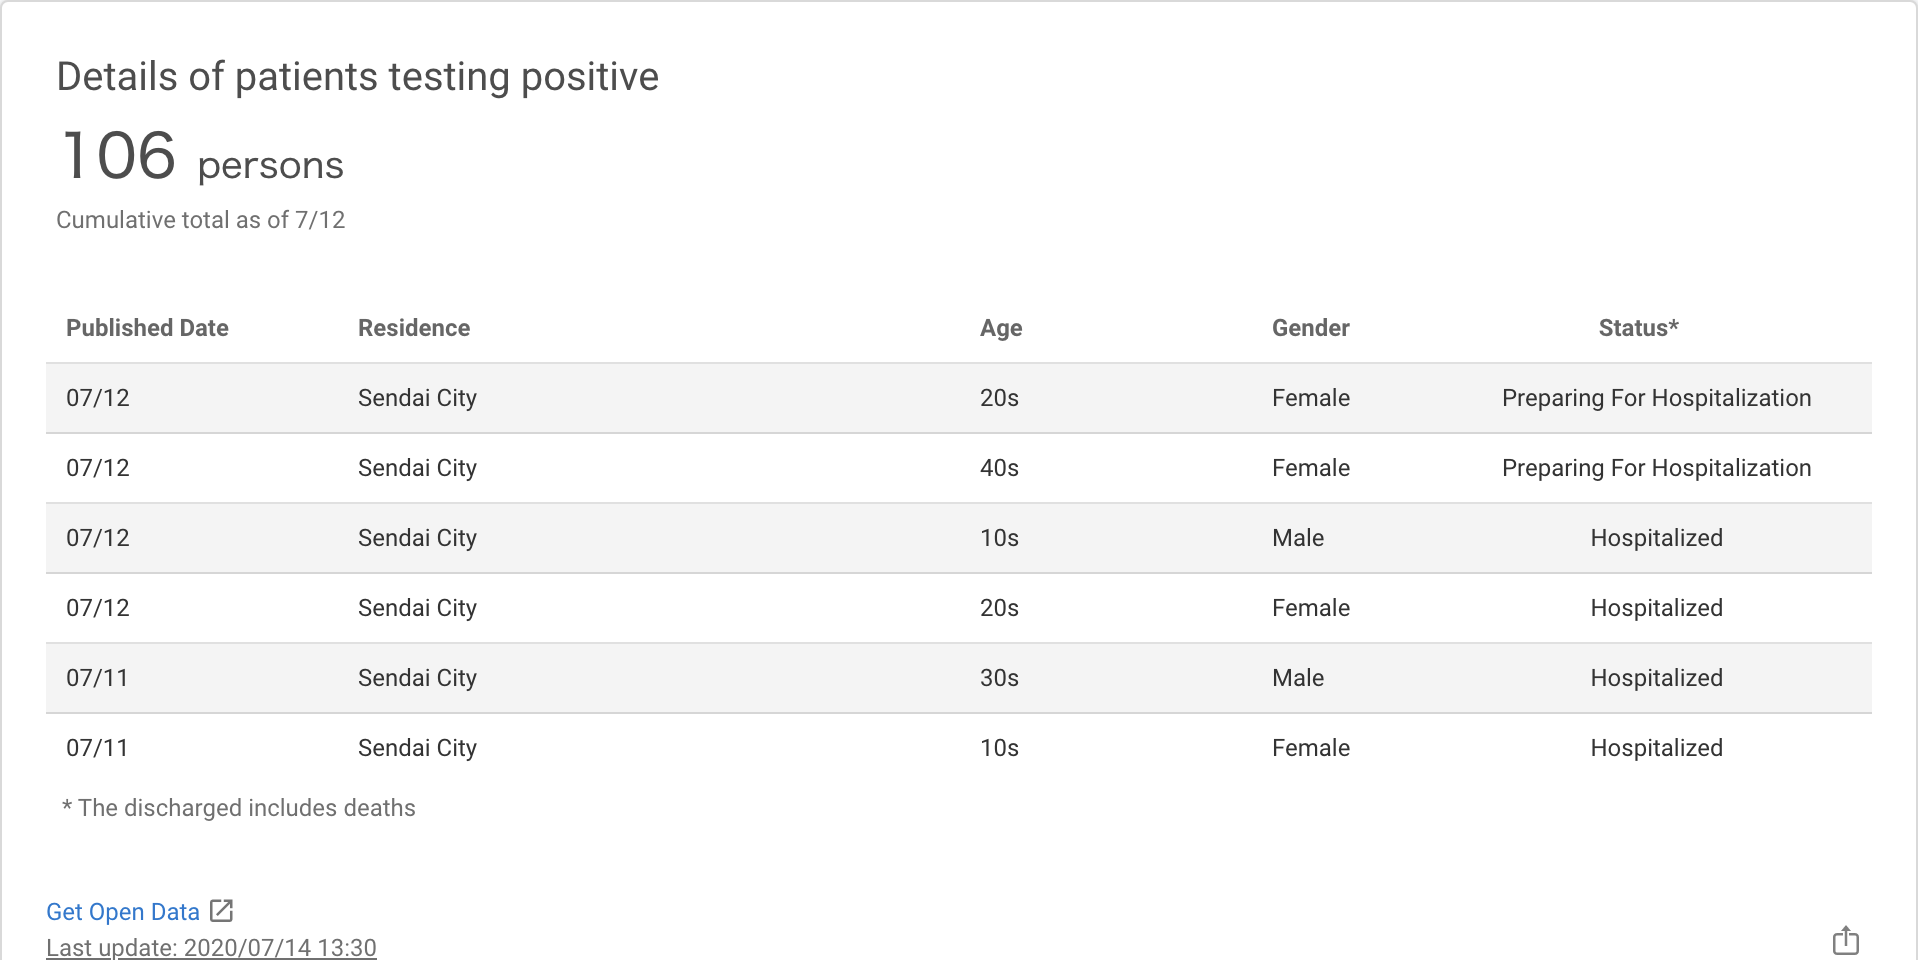 Details of patients testing positive
106 persons
Cumulative total as of 7/12
Published Date Residence Age Gender Status*
07/12 Sendai City 20s Female Preparing For Hospitalization
07/12 Sendai City 40s Female Preparing For Hospitalization
07/12 Sendai City 10s Male Hospitalized
07/12 Sendai City 20s Female Hospitalized
07/11 Sendai City 30s Male Hospitalized
07/11 Sendai City 10s Female Hospitalized
* The discharged includes deaths
Get Open Data
Last update: 2020/07/14 13:30